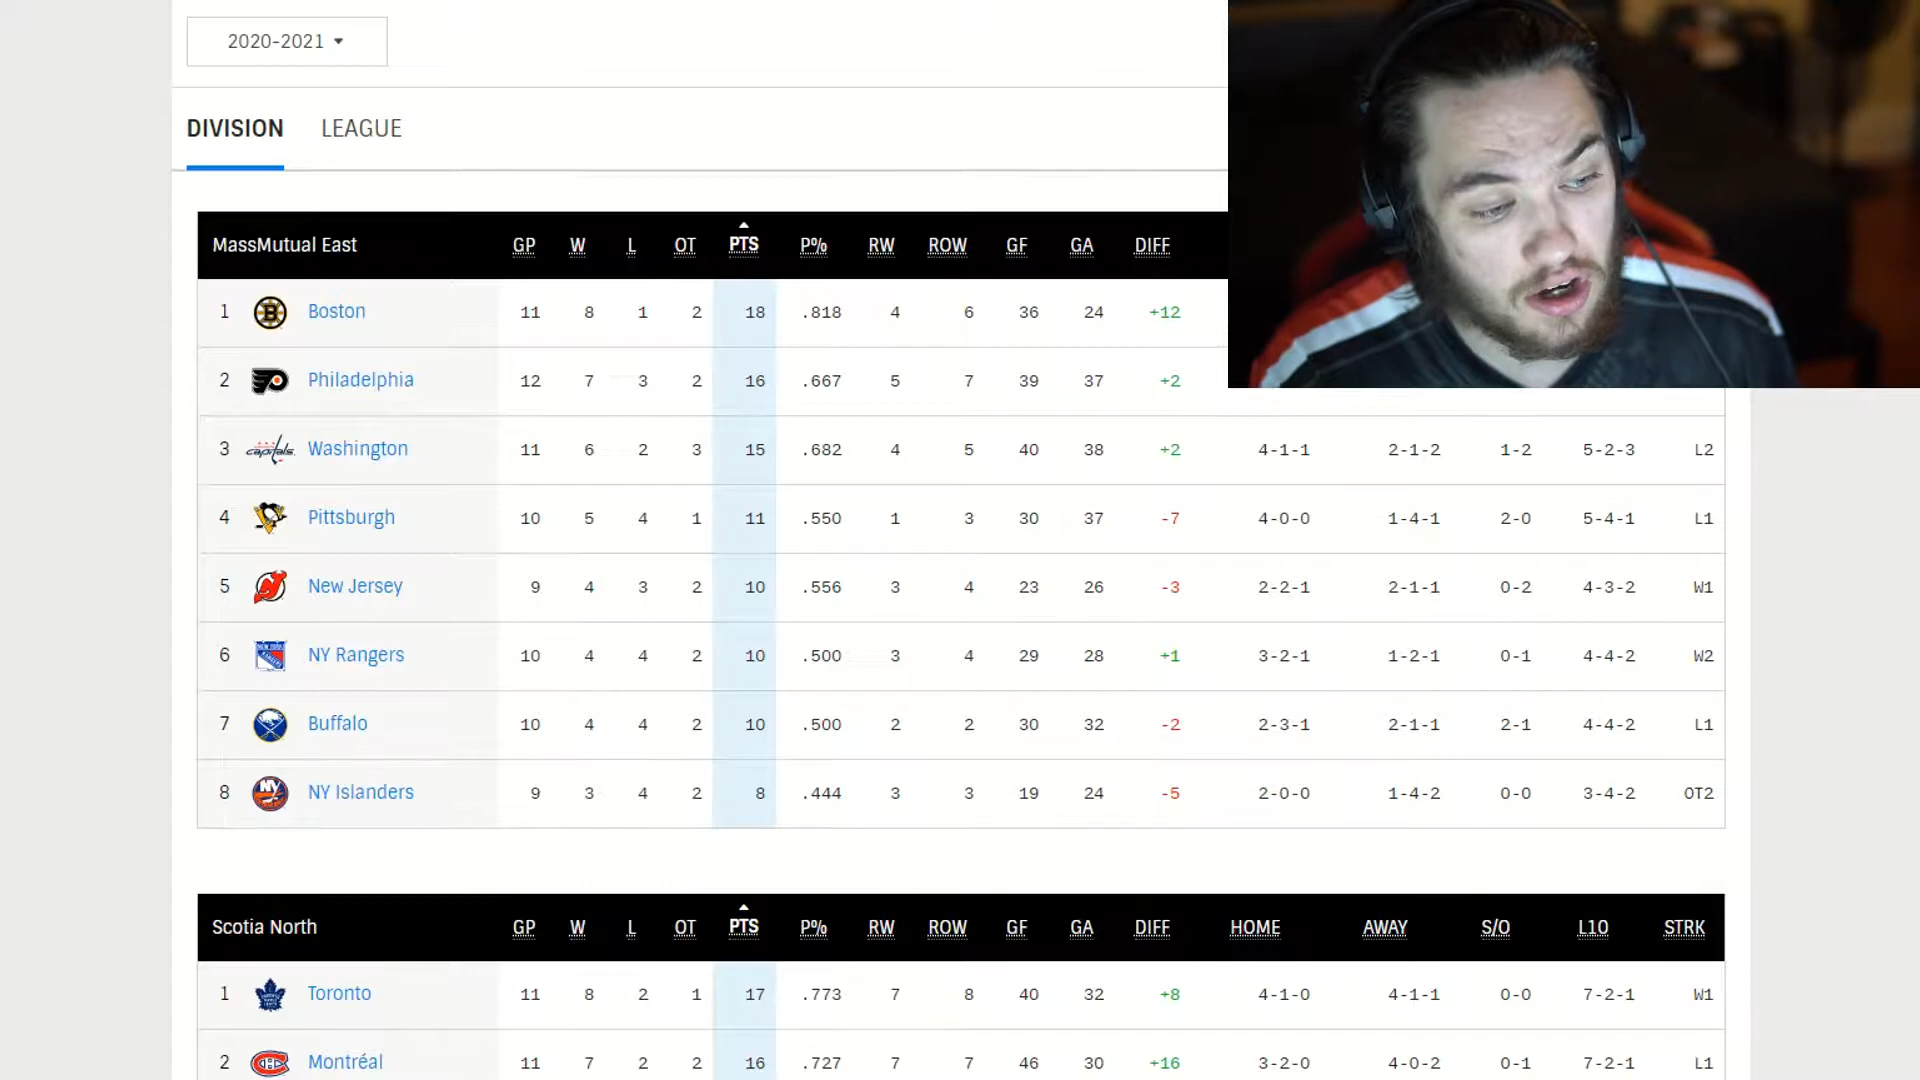 2020-2021
DIVISION LEAGUE
MassMutual East GP W L OT PTS P% RW ROW GF GA DIFF
1 Boston 11 8 1 2 18 .818 4 6 36 24 +12
2 Philadelphia 12 7 3 2 16 .667 5 7 39 37 +2
3 capitals Washington 11 6 2 3 15 .682 4 5 40 38 +2 4-1-1 2-1-2 1-2 5-2-3 L2
4 Pittsburgh 10 5 4 1 11 .550 1 3 30 37 -7 4-0-0 1-4-1 2-0 5-4-1 L1
5 New Jersey 9 4 3 2 10 .556 3 4 23 26 -3 2-2-1 2-1-1 0-2 4-3-2 W1
6 NY Rangers 10 4 4 2 10 .500 3 4 29 28 +1 3-2-1 1-2-1 0-1 4-4-2 W2
7 Buffalo 10 4 4 2 10 .500 2 2 30 32 -2 2-3-1 2-1-1 2-1 4-4-2 L1
8 NY NY Islanders 9 3 4 2 8 .444 3 3 19 24 -5 2-0-0 1-4-2 0-0 3-4-2 OT2
Scotia North GP W L OT PTS P% RW ROW GF GA DIFF HOME AWAY S/O L10 STRK
1 Toronto 11 8 2 1 17 .773 7 8 40 32 +8 4-1-0 4-1-1 0-0 7-2-1 W1
2 Montréal 11 7 2 2 16 .727 7 7 46 30 +16 3-2-0 4-0-2 0-1 7-2-1 L1